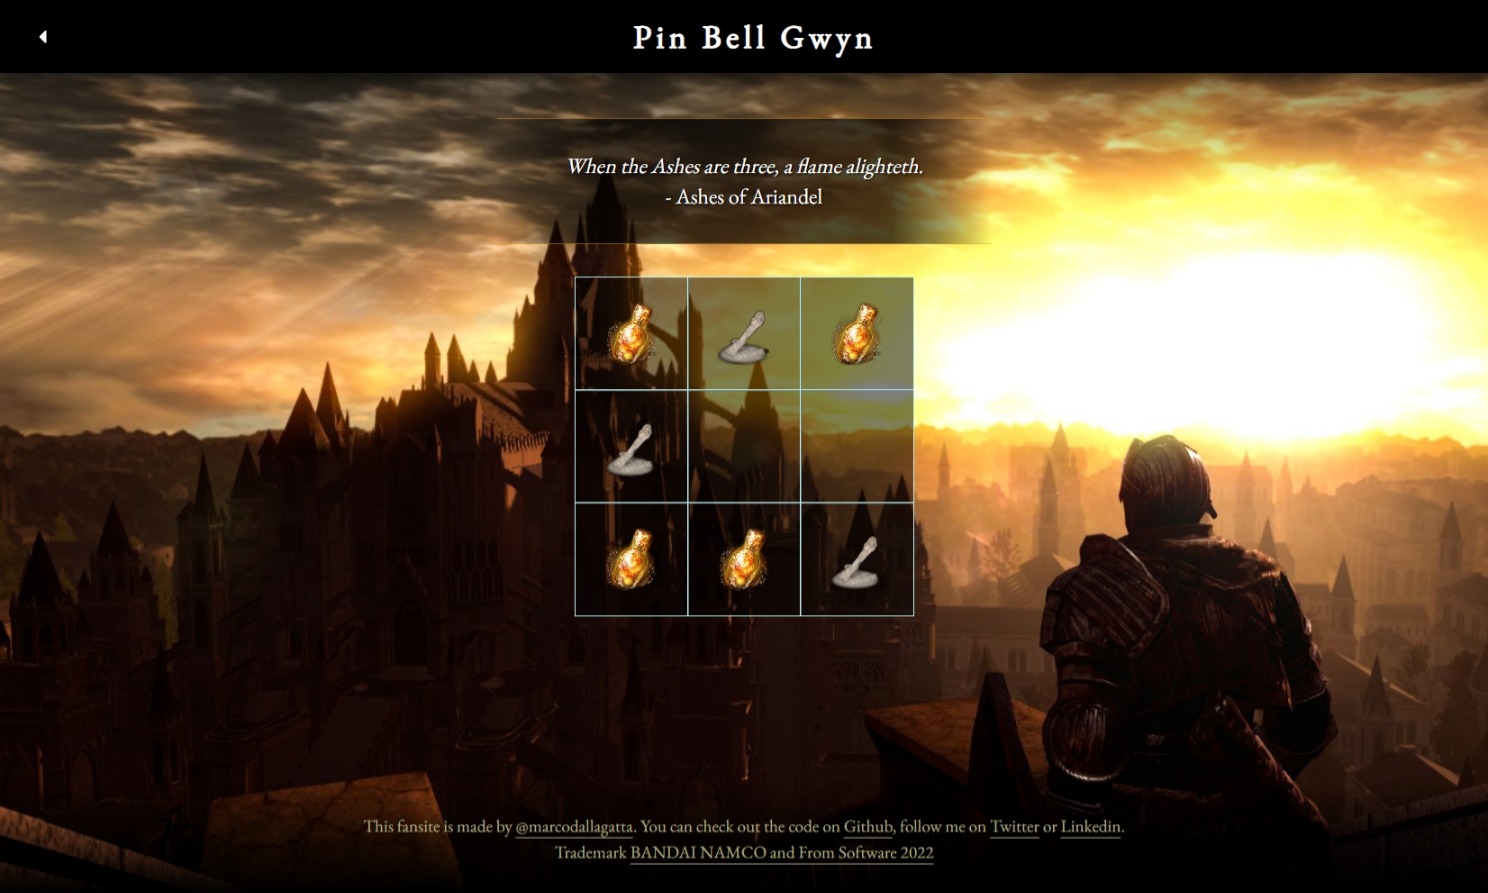 Pin Bell Gwyn
When the Ashes are three, a flame alighteth.
- Ashes of Ariandel
This fansite is made by @marcodallagatta. You can check out the code on Github, follow me on Twitter or Linkedin.
Trademark BANDAI NAMCO and From Software 2022